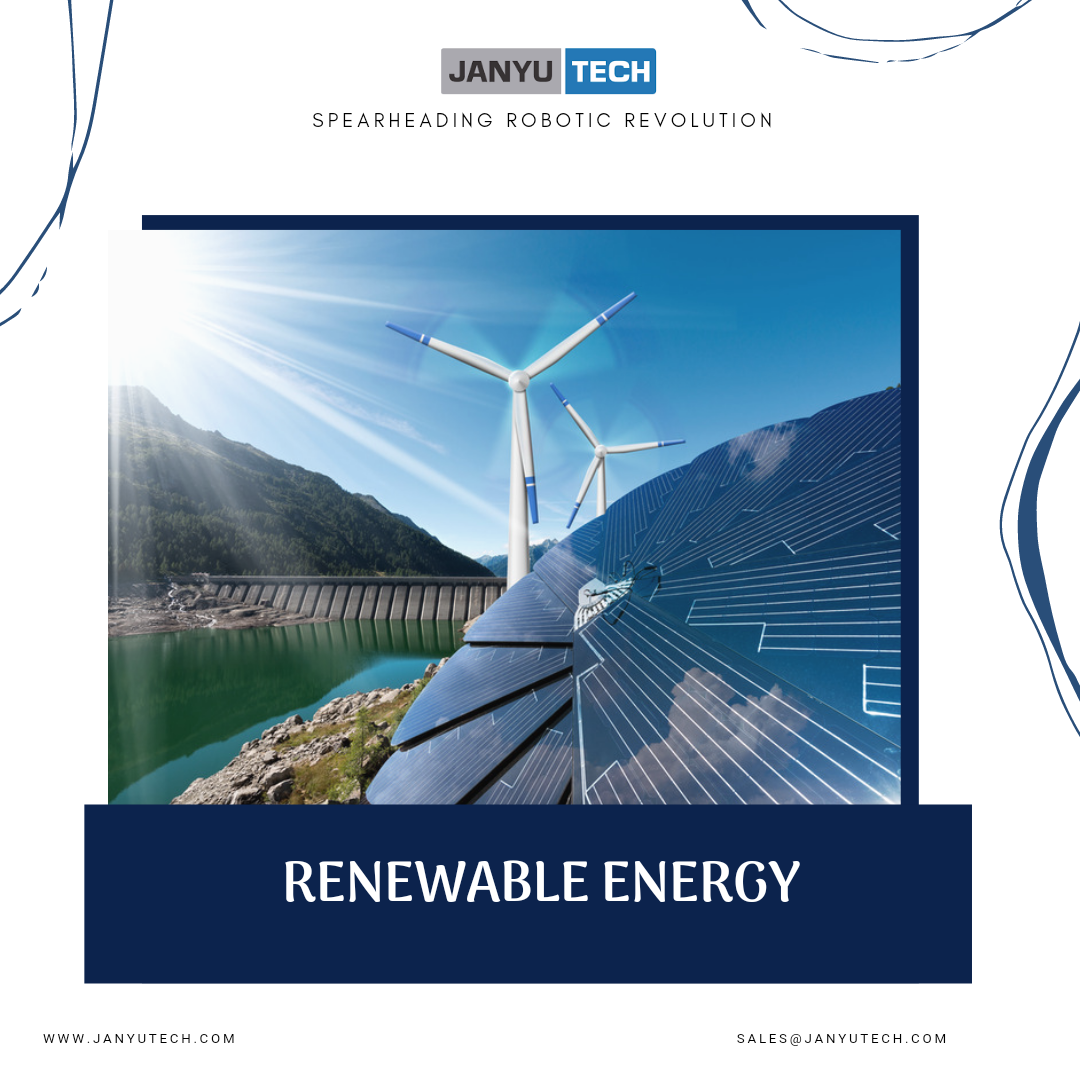 JANYU TECH
SPEARHEADING ROBOTIC REVOLUTION
RENEWABLE ENERGY
WWW.JANYUTECH.COM
SALES@JANYUTECH.COM